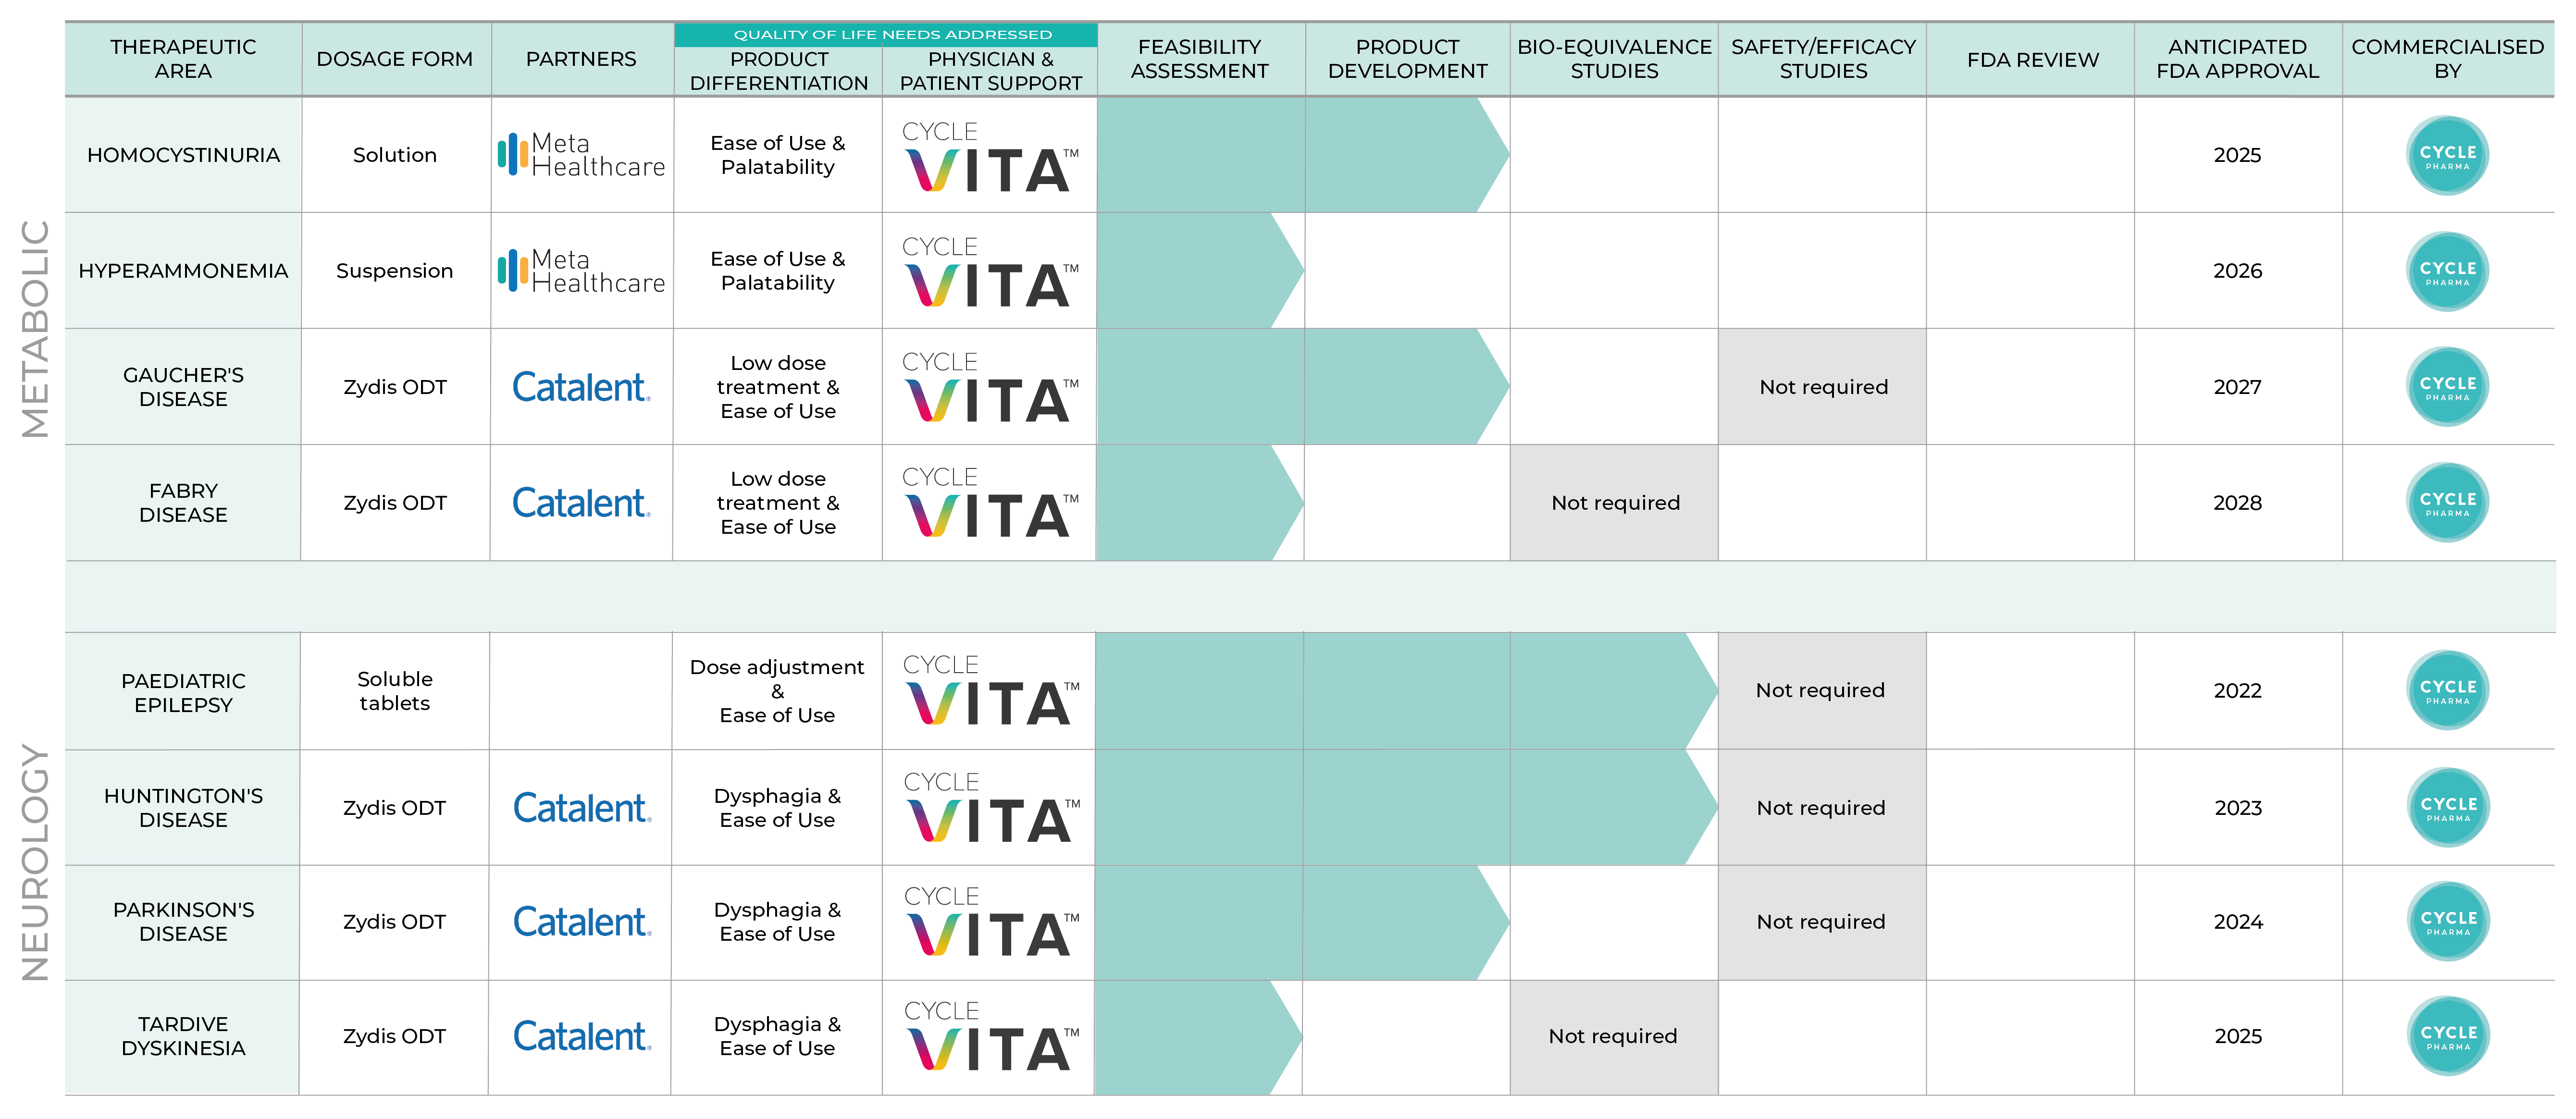 QUALITY OF LIFE NEEDS ADDRESSED
THERAPEUTIC
AREA
DOSAGE FORM
PARTNERS
PRODUCT
DIFFERENTIATION
PHYSICIAN &
PATIENT SUPPORT
FEASIBILITY
ASSESSMENT
PRODUCT
DEVELOPMENT
BIO-EQUIVALENCE
STUDIES
SAFETY/EFFICACY
STUDIES
FDA REVIEW
ANTICIPATED
FDA APPROVAL
COMMERCIALISED
BY
METABOLIC
HOMOCYSTINURIA
Solution
Meta
Healthcare
Ease of Use &
Palatability
CYCLE
VITA™
2025
CYCLE
PHARMA
HYPERAMMONEMIA
Suspension
Meta
Healthcare
Ease of Use &
Palatability
CYCLE
VITA™
2026
CYCLE
PHARMA
GAUCHER'S
DISEASE
Zydis ODT
Catalent®
Low dose
treatment &
Ease of Use
CYCLE
VITA™
Not required
2027
CYCLE
PHARMA
FABRY
DISEASE
Zydis ODT
Catalent®
Low dose
treatment &
Ease of Use
CYCLE
VITA™
Not required
2028
CYCLE
PHARMA
NEUROLOGY
PAEDIATRIC
EPILEPSY
Soluble
tablets
Dose adjustment
&
Ease of Use
CYCLE
VITA™
Not required
2022
CYCLE
PHARMA
HUNTINGTON'S
DISEASE
Zydis ODT
Catalent®
Dysphagia &
Ease of Use
CYCLE
VITA™
Not required
2023
CYCLE
PHARMA
PARKINSON'S
DISEASE
Zydis ODT
Catalent®
Dysphagia &
Ease of Use
CYCLE
VITA™
Not required
2024
CYCLE
PHARMA
TARDIVE
DYSKINESIA
Zydis ODT
Catalent®
Dysphagia &
Ease of Use
CYCLE
VITA™
Not required
2025
CYCLE
PHARMA